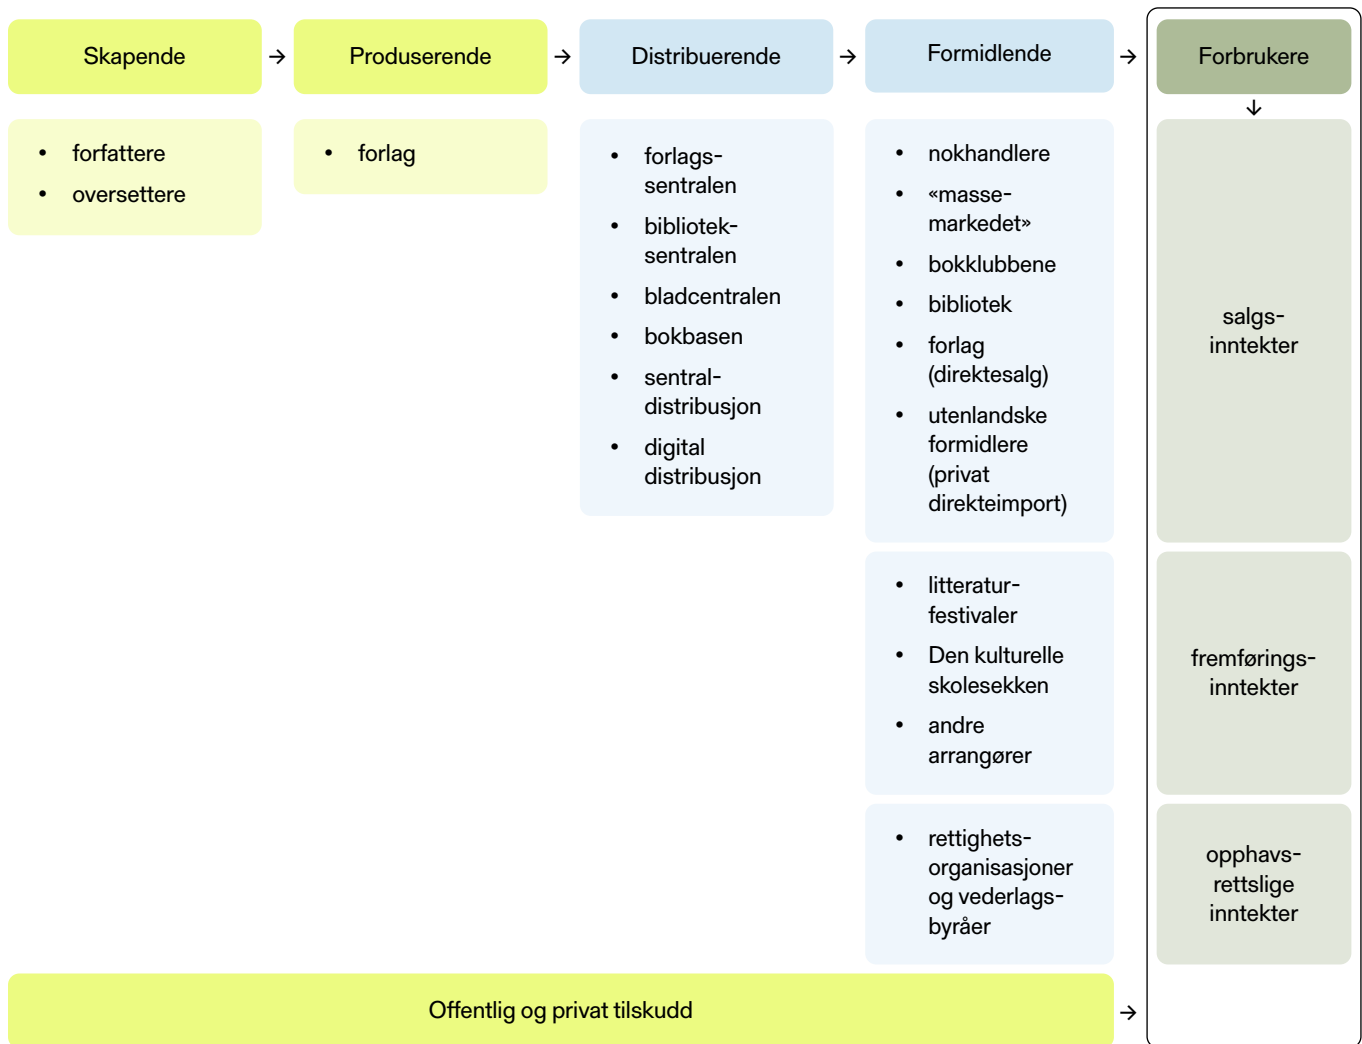 Skapende
Produserende
Distribuerende
Formidlende
Forbrukere
• forfattere
• oversettere
• forlag
• forlags-
sentralen
• bibliotek-
sentralen
• bladcentralen
• bokbasen
• sentral-
distribusjon
• digital
distribusjon
• nokhandlere
• «masse-
markedet»
• bokklubbene
• bibliotek
• forlag
(direktesalg)
• utenlandske
formidlere
(privat
direkteimport)
salgs-
inntekter
• litteratur-
festivaler
• Den kulturelle
skolesekken
• andre
arrangører
fremførings-
inntekter
• rettighets-
organisasjoner
og vederlags-
byråer
opphavs-
rettslige
inntekter
Offentlig og privat tilskudd